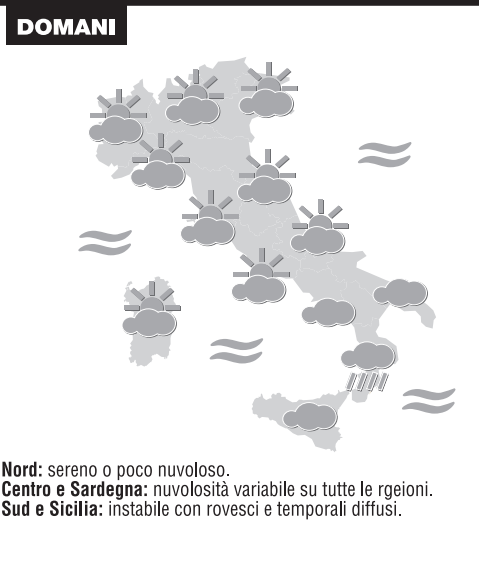 DOMANI
Nord: sereno o poco nuvoloso.
Centro e Sardegna: nuvolosità variabile su tutte le rgeioni.
Sud e Sicilia: instabile con rovesci e temporali diffusi.